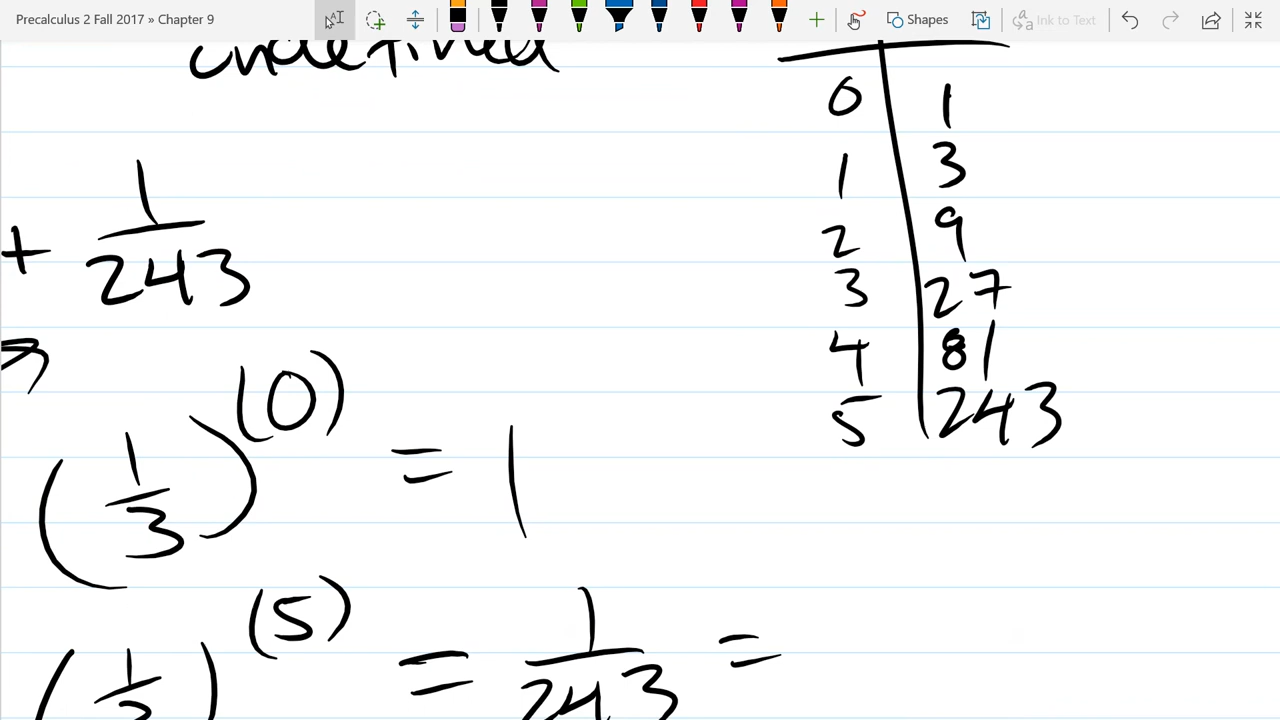 Precalculus 2 Fall 2017 » Chapter 9
Shapes
Ink to Text
undefined
0 1
1 3
2 9
3 27
4 81
5 243
+ 1/243
(1/3)^(0) = 1
(1/3)^(5) = 1/243 =